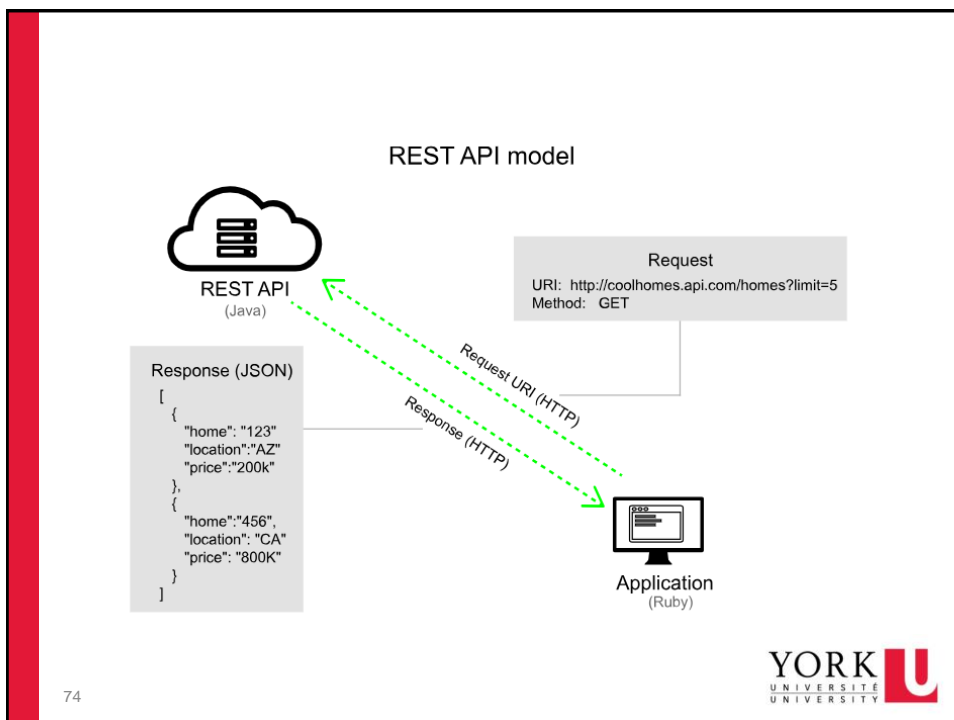 REST API model
REST API
(Java)
Request
URI:  http://coolhomes.api.com/homes?limit=5
Method:   GET
Request URI (HTTP)
Response (HTTP)
Response (JSON)
[
{
"home": "123"
"location":"AZ"
"price":"200k"
},
{
"home":"456",
"location": "CA"
"price": "800K"
}
]
Application
(Ruby)
74
YORK U
UNIVERSITÉ
UNIVERSITY